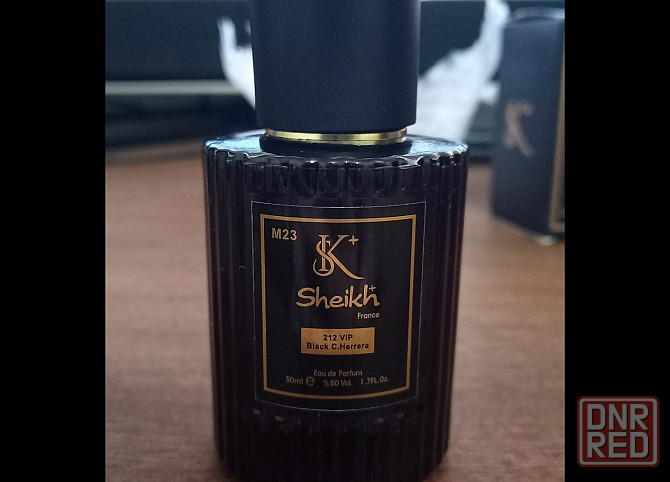 M23
SK+
Sheikh+
France
212 VIP
Black C.Herrera
Eau de Parfum
50ml e %80 Vol. 1.7FL.Oz.
SK
DNR
RED